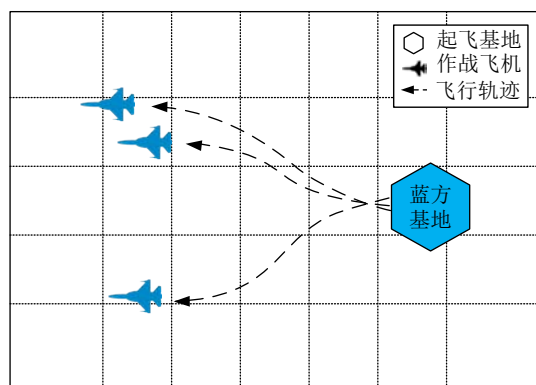 起飞基地
作战飞机
飞行轨迹
蓝方
基地